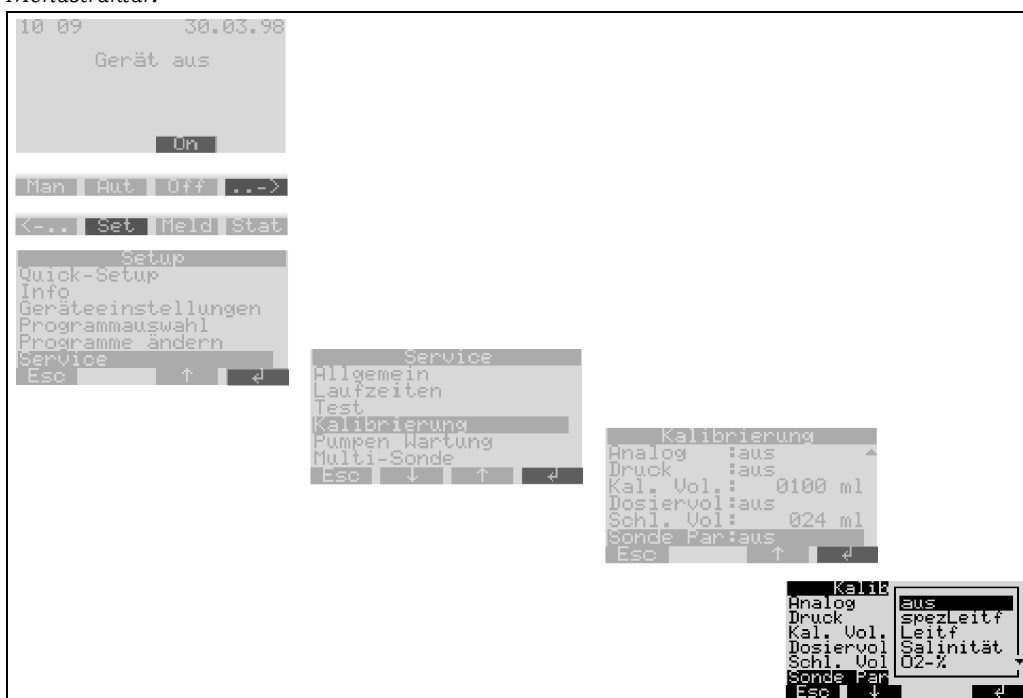 Menüstruktur:
10 09 30.03.98
Gerät aus
On
Man Aut Off ..->
<-.. Set Meld Stat
Setup
Quick-Setup
Info
Geräteeinstellungen
Programmauswahl
Programme ändern
Service
Esc ↑ ↲
Service
Allgemein
Laufzeiten
Test
Kalibrierung
Pumpen Wartung
Multi-Sonde
Esc ↓ ↑ ↲
Kalibrierung
Analog :aus
Druck :aus
Kal. Vol.: 0100 ml
Dosiervol:aus
Schl. Vol: 024 ml
Sonde Par:aus
Esc ↑ ↲
Kalib
Analog
Druck
Kal. Vol.
Dosiervol
Schl. Vol
Sonde Par
aus
spezLeitf
Leitf
Salinität
O2-%
Esc ↓ ↲